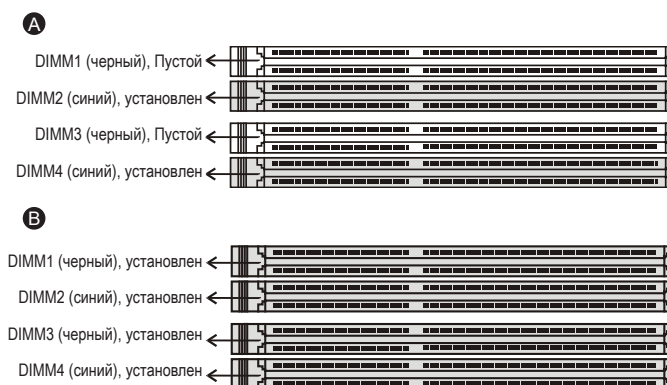 A
DIMM1 (черный), Пустой
DIMM2 (синий), установлен
DIMM3 (черный), Пустой
DIMM4 (синий), установлен
B
DIMM1 (черный), установлен
DIMM2 (синий), установлен
DIMM3 (черный), установлен
DIMM4 (синий), установлен